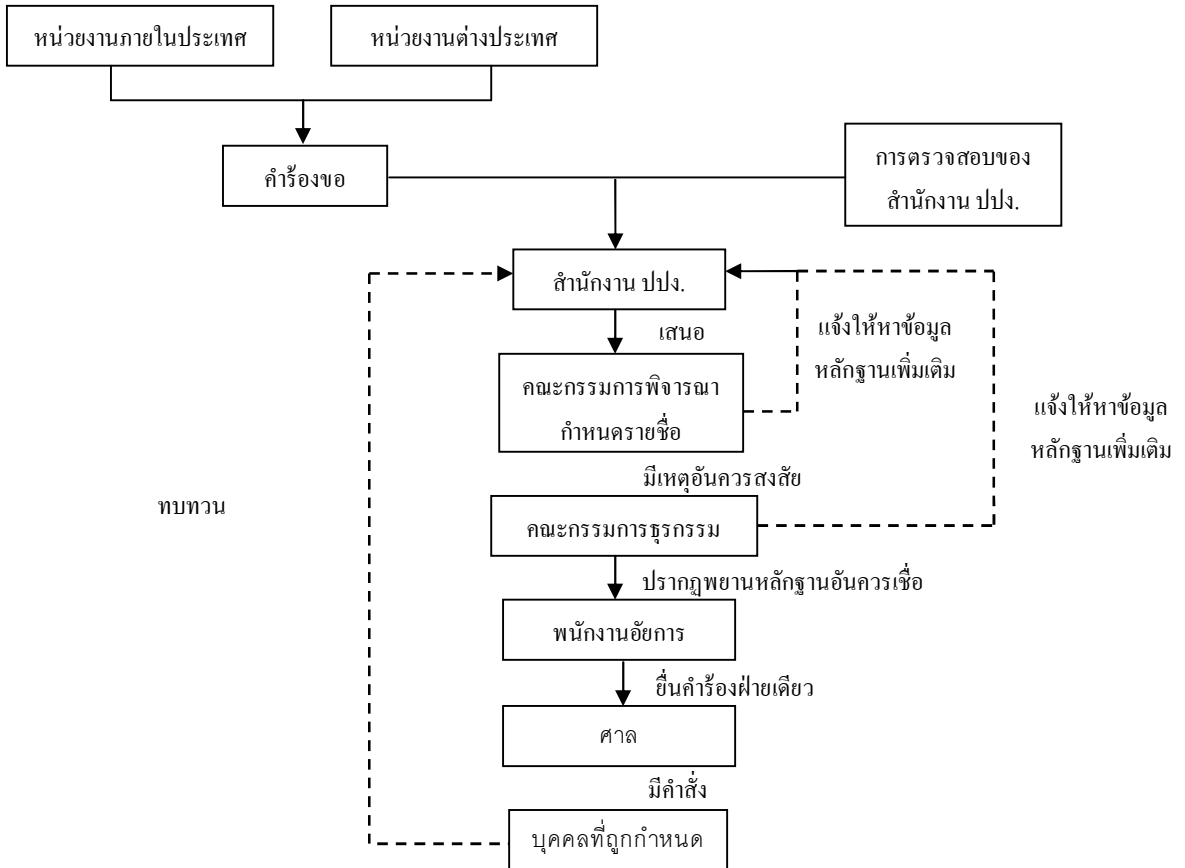 หน่วยงานภายในประเทศ
หน่วยงานต่างประเทศ
คำร้องขอ
การตรวจสอบของ
สำนักงาน ปปง.
สำนักงาน ปปง.
เสนอ
แจ้งให้หาข้อมูล
หลักฐานเพิ่มเติม
คณะกรรมการพิจารณา
กำหนดรายชื่อ
แจ้งให้หาข้อมูล
หลักฐานเพิ่มเติม
มีเหตุอันควรสงสัย
ทบทวน
คณะกรรมการธุรกรรม
ปรากฏพยานหลักฐานอันควรเชื่อ
พนักงานอัยการ
ยื่นคำร้องฝ่ายเดียว
ศาล
มีคำสั่ง
บุคคลที่ถูกกำหนด